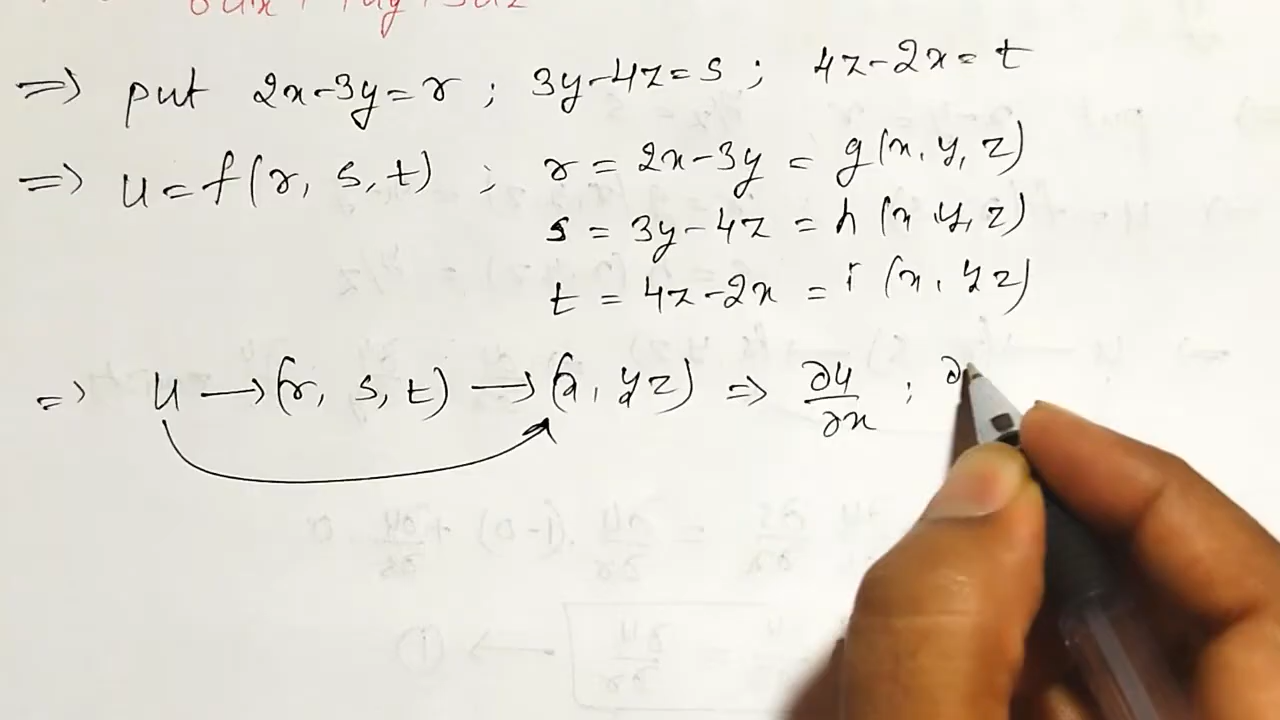 => put 2x-3y=r ; 3y-4z=s ; 4z-2x=t
=> u=f(r, s, t) ; r = 2x-3y = g(x, y, z)
s = 3y-4z = h (x y, z)
t = 4z-2x = i (x, y z)
=> u → (r, s, t) → (x, y z) => ∂u/∂x ; ∂